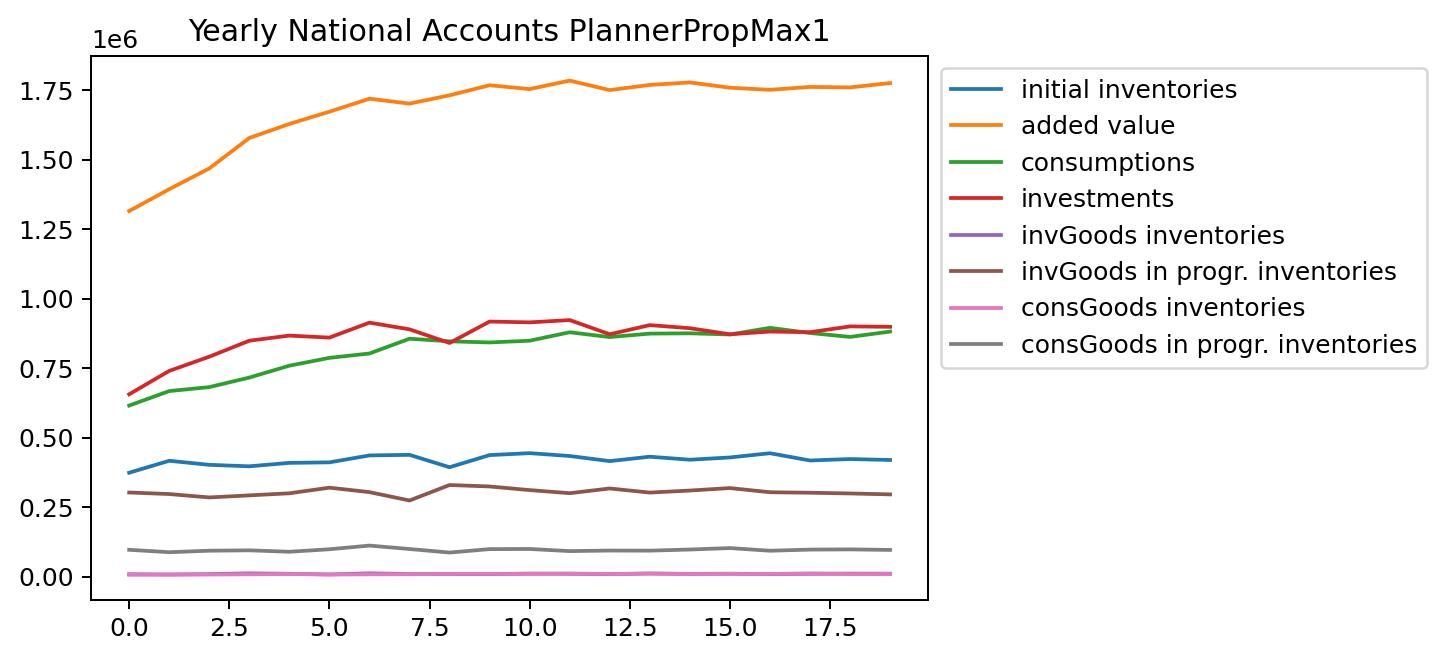 Yearly National Accounts PlannerPropMax1
1e6
1.75
1.50
1.25
1.00
0.75
0.50
0.25
0.00
0.0 2.5 5.0 7.5 10.0 12.5 15.0 17.5
initial inventories
added value
consumptions
investments
invGoods inventories
invGoods in progr. inventories
consGoods inventories
consGoods in progr. inventories